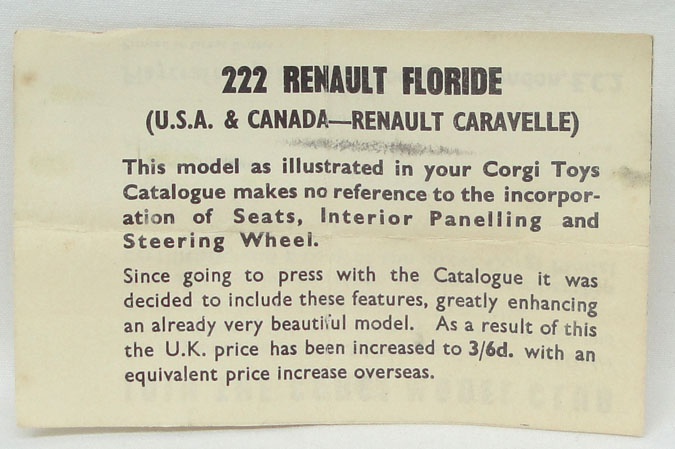 222 RENAULT FLORIDE
(U.S.A. & CANADA—RENAULT CARAVELLE)
This model as illustrated in your Corgi Toys
Catalogue makes no reference to the incorpor-
ation of Seats, Interior Panelling and
Steering Wheel.
Since going to press with the Catalogue it was
decided to include these features, greatly enhancing
an already very beautiful model. As a result of this
the U.K. price has been increased to 3/6d. with an
equivalent price increase overseas.